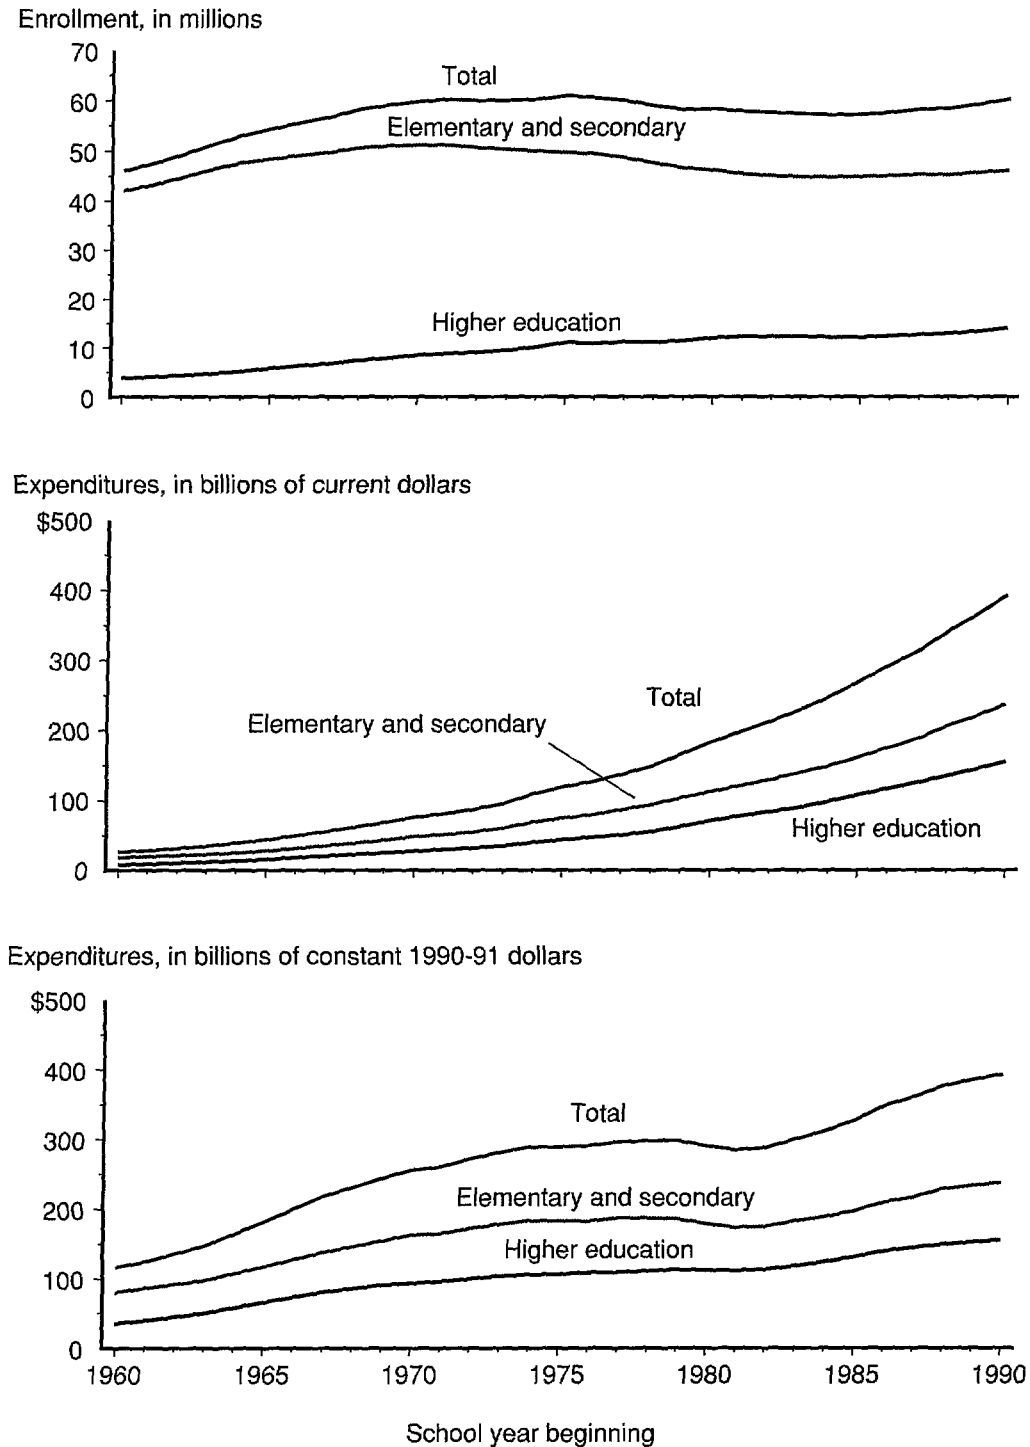 Enrollment, in millions
70
Total
60
Elementary and secondary
50
40
30
20
Higher education
10
0
Expenditures, in billions of current dollars
$500
400
300
Total
Elementary and secondary
200
100
Higher education
0
Expenditures, in billions of constant 1990-91 dollars
$500
400
Total
300
Elementary and secondary
200
Higher education
100
0
1960 1965 1970 1975 1980 1985 1990
School year beginning